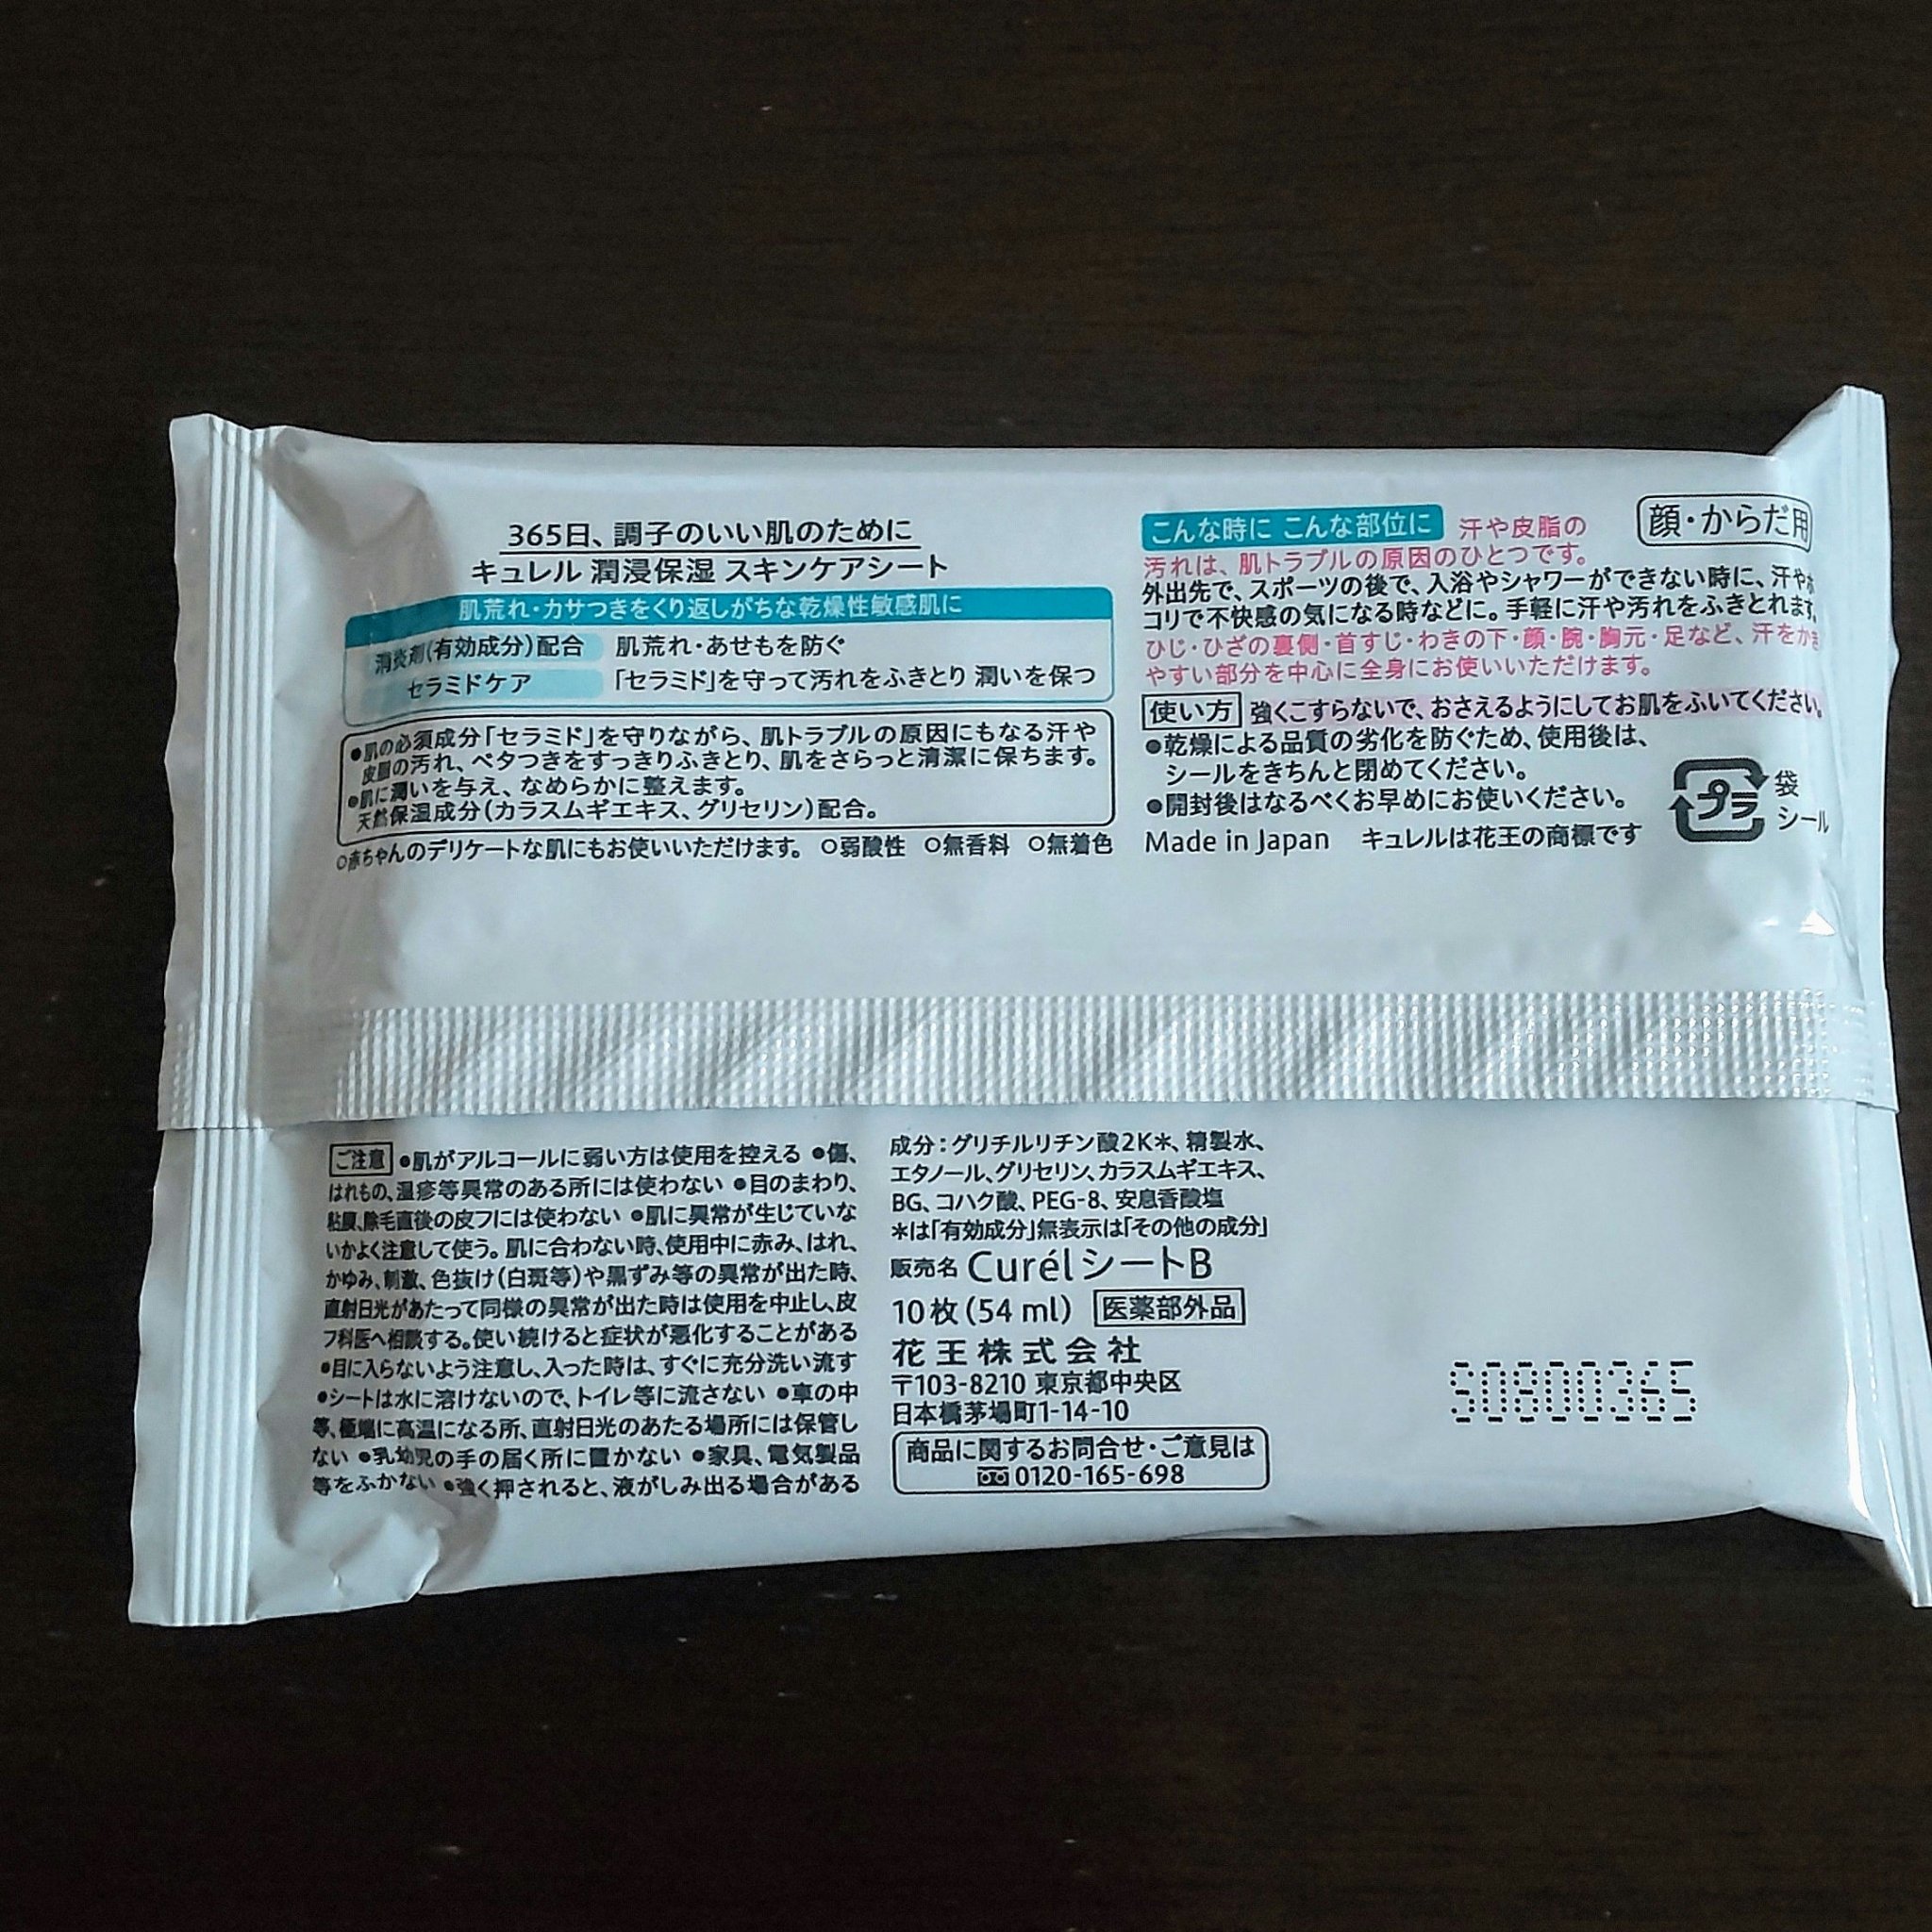 365日、調子のいい肌のために
キュレル 潤浸保湿 スキンケアシート
肌荒れ・カサつきをくり返しがちな乾燥性敏感肌に
消炎剤(有効成分)配合 肌荒れ・あせもを防ぐ
セラミドケア 「セラミド」を守って汚れをふきとり 潤いを保つ
●肌の必須成分「セラミド」を守りながら、肌トラブルの原因にもなる汗や
皮脂の汚れ、ベタつきをすっきりふきとり、肌をさらっと清潔に保ちます。
●肌に潤いを与え、なめらかに整えます。
天然保湿成分(カラスムギエキス、グリセリン)配合。
○赤ちゃんのデリケートな肌にもお使いいただけます。 ○弱酸性 ○無香料 ○無着色
こんな時に こんな部位に 汗や皮脂の
顔・からだ用
汚れは、肌トラブルの原因のひとつです。
外出先で、スポーツの後で、入浴やシャワーができない時に、汗やホ
コリで不快感の気になる時などに。手軽に汗や汚れをふきとれます。
ひじ・ひざの裏側・首すじ・わきの下・顔・腕・胸元・足など、汗をかき
やすい部分を中心に全身にお使いいただけます。
使い方 強くこすらないで、おさえるようにしてお肌をふいてください。
●乾燥による品質の劣化を防ぐため、使用後は、
シールをきちんと閉めてください。
●開封後はなるべくお早めにお使いください。
Made in Japan キュレルは花王の商標です
プラ
袋
シール
ご注意 ●肌がアルコールに弱い方は使用を控える ●傷、
はれもの、湿疹等異常のある所には使わない ●目のまわり、
粘膜、除毛直後の皮フには使わない ●肌に異常が生じていな
いかよく注意して使う。肌に合わない時、使用中に赤み、はれ、
かゆみ、刺激、色抜け(白斑等)や黒ずみ等の異常が出た時、
直射日光があたって同様の異常が出た時は使用を中止し、皮
フ科医へ相談する。使い続けると症状が悪化することがある
●目に入らないよう注意し、入った時は、すぐに充分洗い流す
●シートは水に溶けないので、トイレ等に流さない ●車の中
等、極端に高温になる所、直射日光のあたる場所には保管し
ない ●乳幼児の手の届く所に置かない ●家具、電気製品
等をふかない ●強く押されると、液がしみ出る場合がある
成分：グリチルリチン酸2K＊、精製水、
エタノール、グリセリン、カラスムギエキス、
BG、コハク酸、PEG-8、安息香酸塩
＊は「有効成分」無表示は「その他の成分」
販売名 Curélシート B
10枚(54 ml) 医薬部外品
花王株式会社
〒103-8210 東京都中央区
日本橋茅場町1-14-10
商品に関するお問合せ・ご意見は
0120-165-698
S0800365